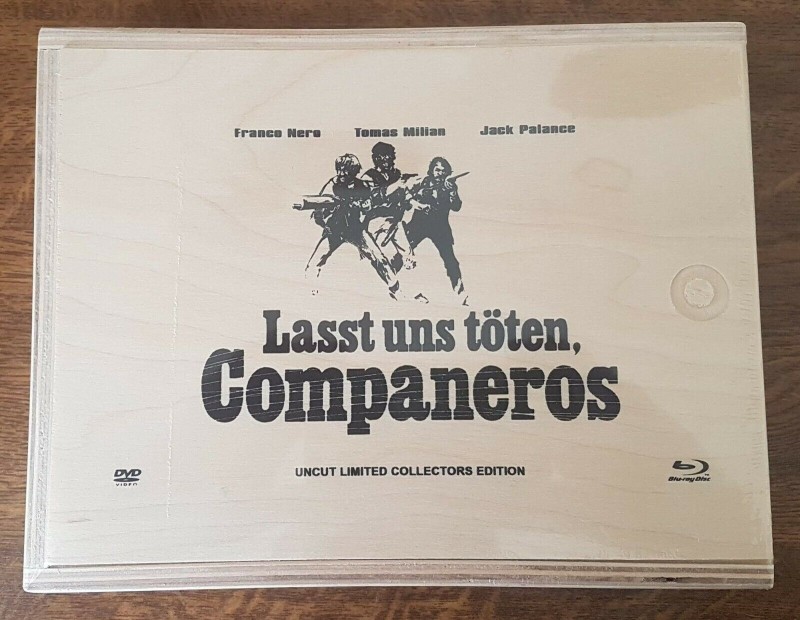 Franco Nero Tomas Milian Jack Palance
Lasst uns töten,
Companeros
UNCUT LIMITED COLLECTORS EDITION
DVD
VIDEO
Blu-ray Disc